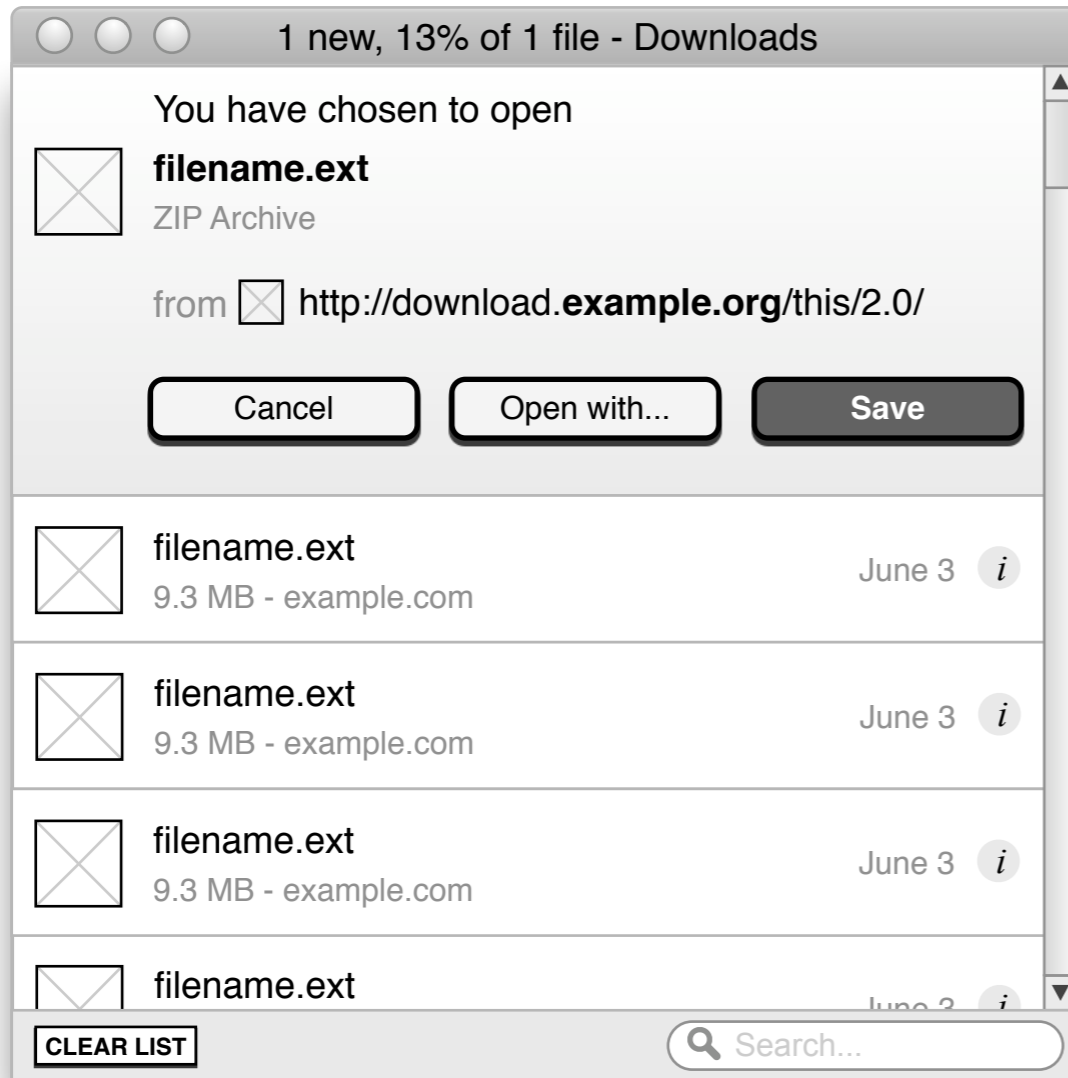 1 new, 13% of 1 file - Downloads
You have chosen to open
filename.ext
ZIP Archive
from http://download.example.org/this/2.0/
Cancel Open with... Save
filename.ext
June 3 i
9.3 MB - example.com
filename.ext
June 3 i
9.3 MB - example.com
filename.ext
June 3 i
9.3 MB - example.com
filename.ext
June 3 i
CLEAR LIST Search...